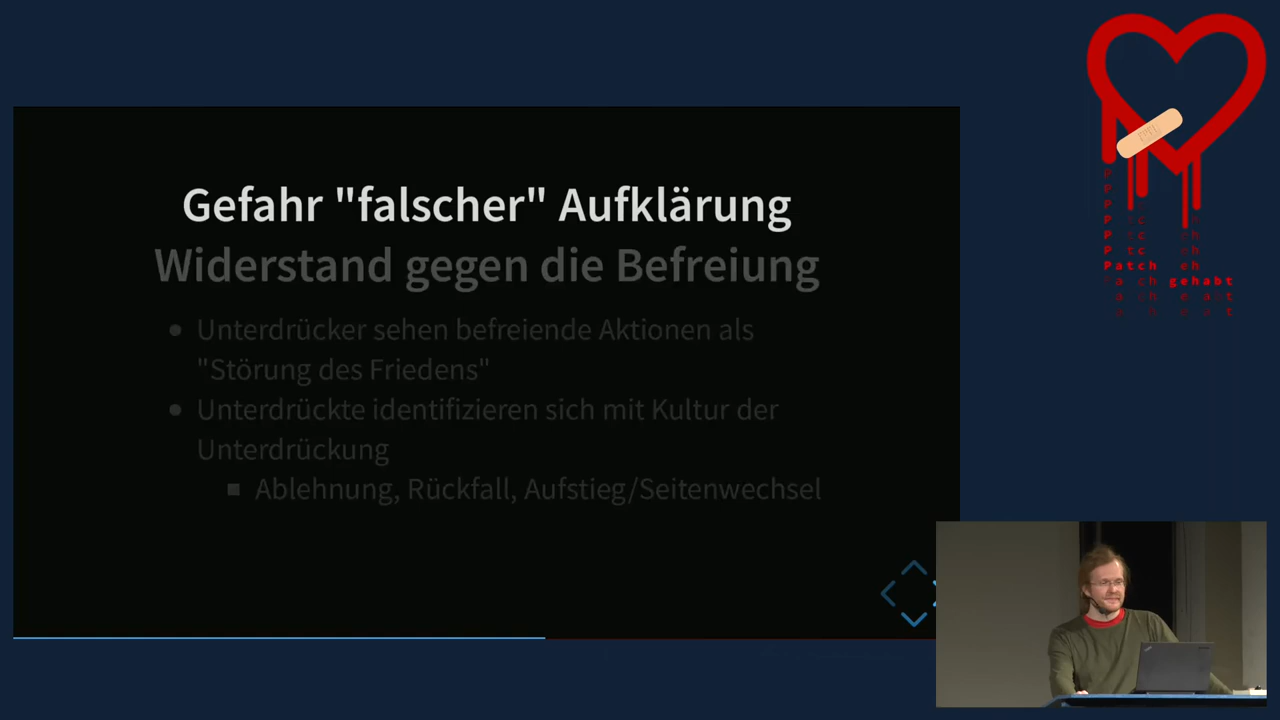 Gefahr "falscher" Aufklärung
Widerstand gegen die Befreiung
Unterdrücker sehen befreiende Aktionen als
"Störung des Friedens"
Unterdrückte identifizieren sich mit Kultur der
Unterdrückung
Ablehnung, Rückfall, Aufstieg/Seitenwechsel
Patch
gehabt